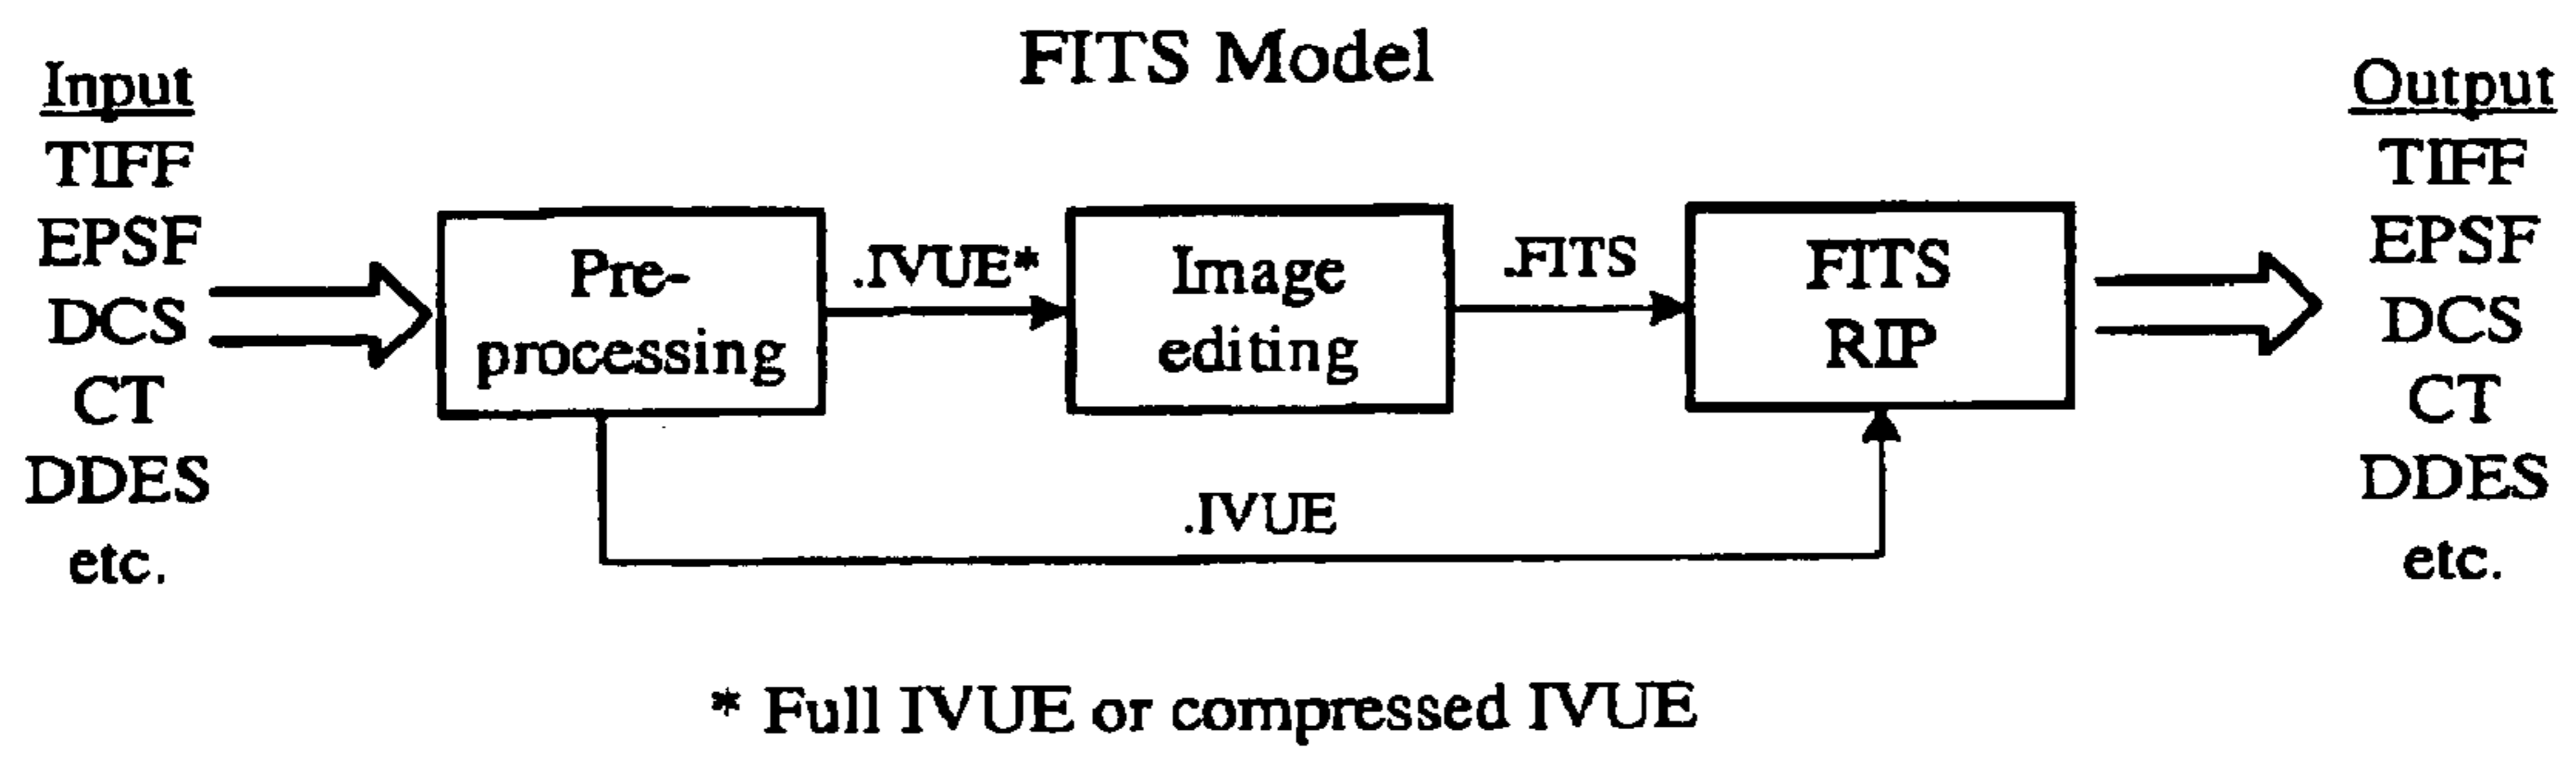 FITS Model
Input
TIFF
EPSF
DCS
CT
DDES
etc.
Pre-
processing
.IVUE*
Image
editing
.FITS
FITS
RIP
.IVUE
Output
TIFF
EPSF
DCS
CT
DDES
etc.
* Full IVUE or compressed IVUE